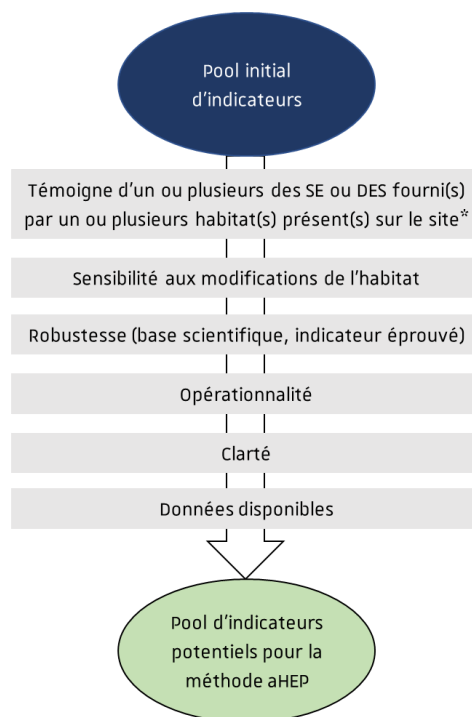 Pool initial
d'indicateurs
Témoigne d'un ou plusieurs des SE ou DES fourni(s)
par un ou plusieurs habitat(s) présent(s) sur le site*
Sensibilité aux modifications de l'habitat
Robustesse (base scientifique, indicateur éprouvé)
Opérationnalité
Clarté
Données disponibles
Pool d'indicateurs
potentiels pour la
méthode aHEP